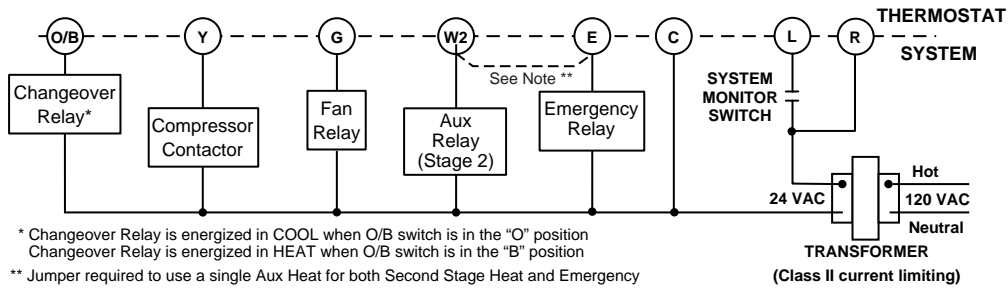 THERMOSTAT
O/B Y G W2 E C L R
SYSTEM
See Note **
Changeover
Relay*
Compressor
Contactor
Fan
Relay
Aux
Relay
(Stage 2)
Emergency
Relay
SYSTEM
MONITOR
SWITCH
Hot
24 VAC
120 VAC
Neutral
TRANSFORMER
(Class II current limiting)
* Changeover Relay is energized in COOL when O/B switch is in the “O” position
Changeover Relay is energized in HEAT when O/B switch is in the “B” position
** Jumper required to use a single Aux Heat for both Second Stage Heat and Emergency